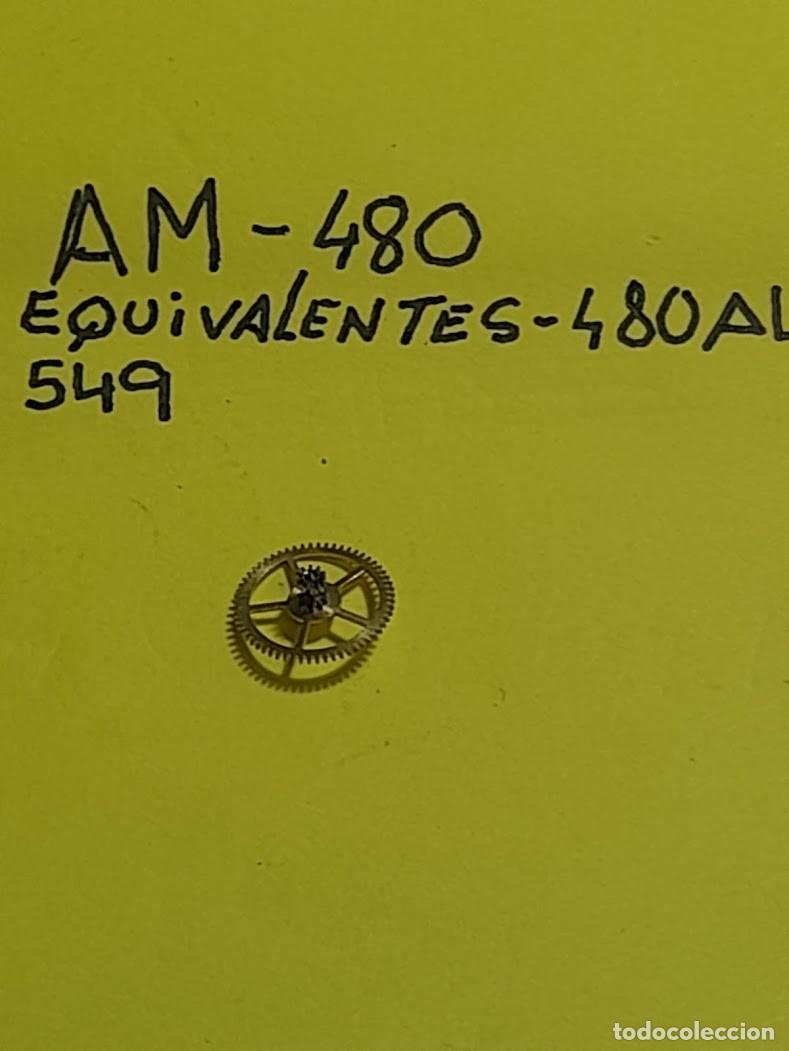 AM-480
EQUiVALENTES-480AL
549
todocoleccion